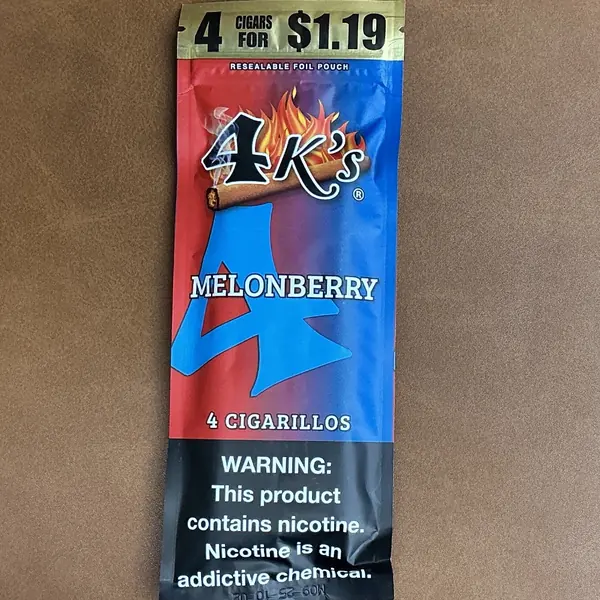 4 CIGARS FOR $1.19
RESEALABLE FOIL POUCH
4K's®
4
MELONBERRY
4 CIGARILLOS
WARNING:
This product
contains nicotine.
Nicotine is an
addictive chemical.